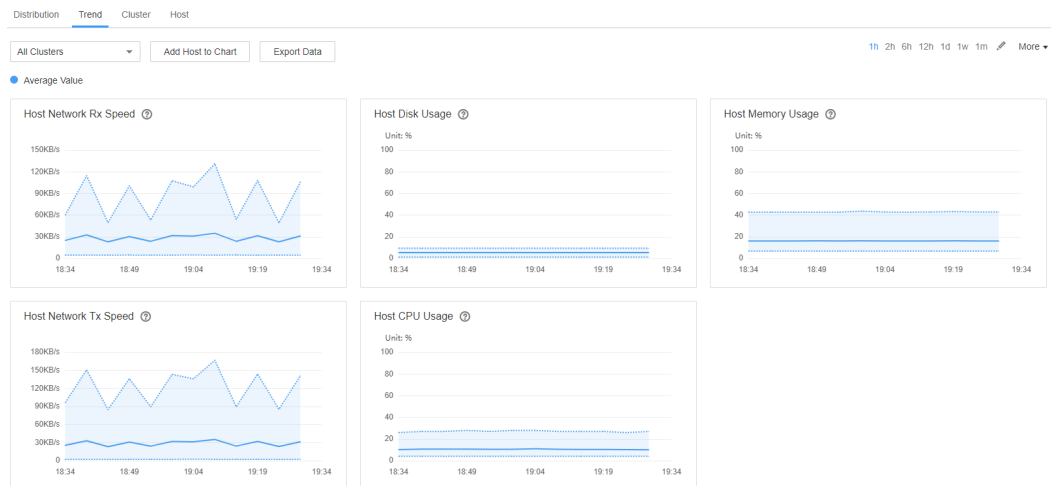 Distribution Trend Cluster Host
All Clusters Add Host to Chart Export Data 1h 2h 6h 12h 1d 1w 1m More
Average Value
Host Network Rx Speed ?
150KB/s
120KB/s
90KB/s
60KB/s
30KB/s
0
18:34 18:49 19:04 19:19 19:34
Host Disk Usage ?
Unit: %
100
80
60
40
20
0
18:34 18:49 19:04 19:19 19:34
Host Memory Usage ?
Unit: %
100
80
60
40
20
0
18:34 18:49 19:04 19:19 19:34
Host Network Tx Speed ?
180KB/s
150KB/s
120KB/s
90KB/s
60KB/s
30KB/s
0
18:34 18:49 19:04 19:19 19:34
Host CPU Usage ?
Unit: %
100
80
60
40
20
0
18:34 18:49 19:04 19:19 19:34